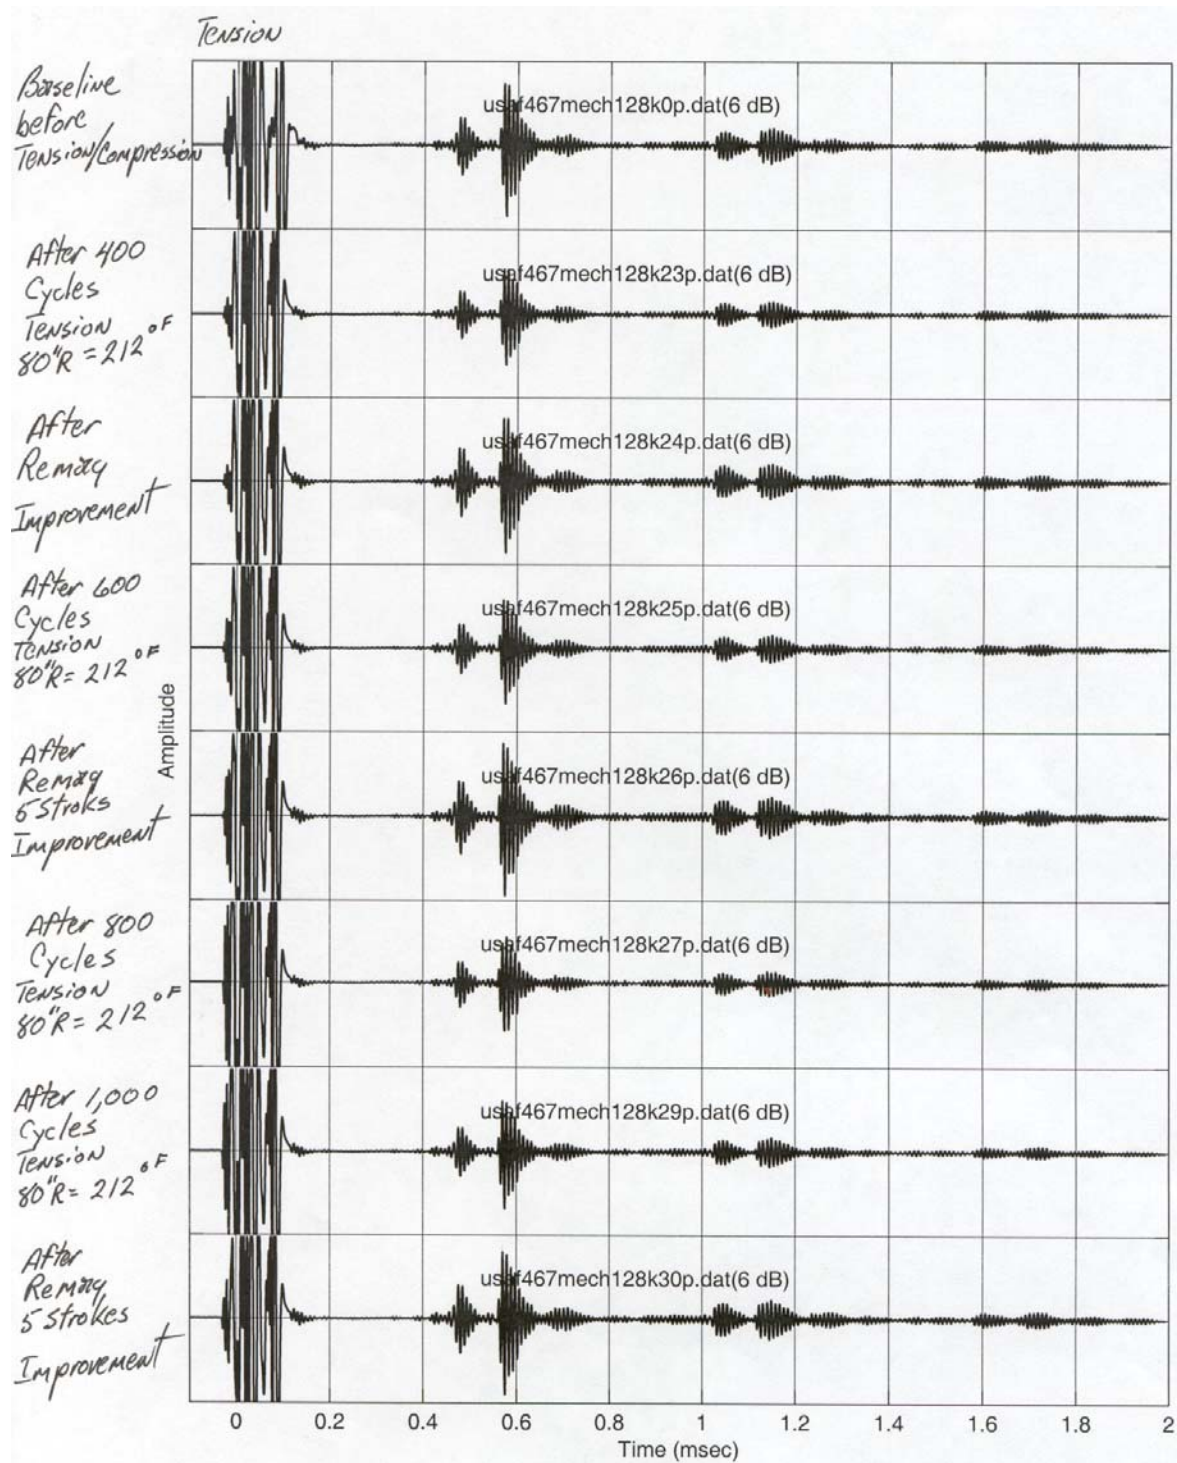 Tension
Baseline
before
Tension/Compression
usaf467mech128k0p.dat(6 dB)
After 400
Cycles
Tension
80"R = 212 °F
usaf467mech128k23p.dat(6 dB)
After
Remag
Improvement
usaf467mech128k24p.dat(6 dB)
After 600
Cycles
Tension
80"R = 212 °F
usaf467mech128k25p.dat(6 dB)
Amplitude
After
Remag
5 Stroks
Improvement
usaf467mech128k26p.dat(6 dB)
After 800
Cycles
Tension
80"R = 212 °F
usaf467mech128k27p.dat(6 dB)
After 1,000
Cycles
Tension
80"R = 212 °F
usaf467mech128k29p.dat(6 dB)
After
Remag
5 Strokes
Improvement
usaf467mech128k30p.dat(6 dB)
0 0.2 0.4 0.6 0.8 1 1.2 1.4 1.6 1.8 2
Time (msec)